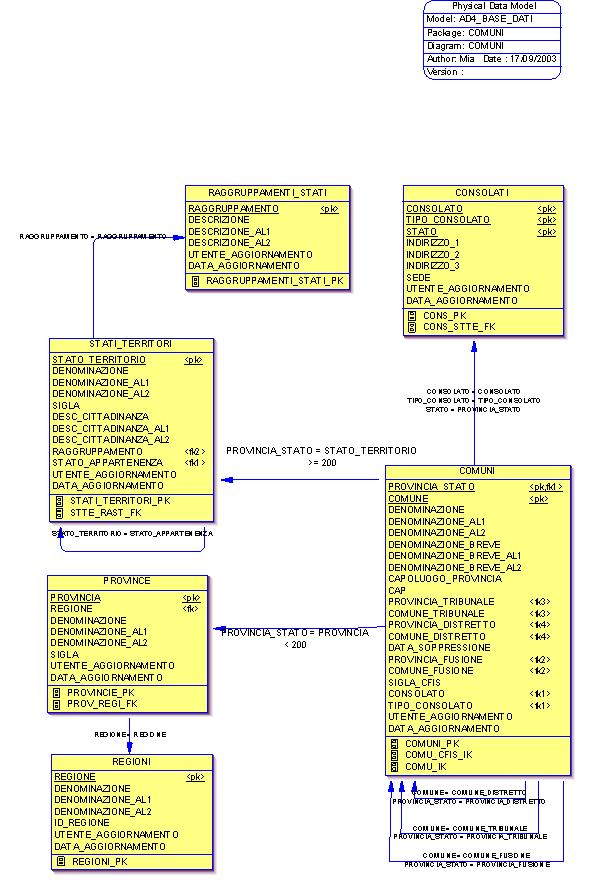 Physical Data Model
Model: AD4_BASE_DATI
Package: COMUNI
Diagram: COMUNI
Author: Mia Date : 17/09/2003
Version :
RAGGRUPPAMENTI_STATI
RAGGRUPPAMENTO <pk>
DESCRIZIONE
DESCRIZIONE_AL1
DESCRIZIONE_AL2
UTENTE_AGGIORNAMENTO
DATA_AGGIORNAMENTO
RAGGRUPPAMENTI_STATI_PK
CONSOLATI
CONSOLATO <pk>
TIPO_CONSOLATO <pk>
STATO <pk>
INDIRIZZO_1
INDIRIZZO_2
INDIRIZZO_3
SEDE
UTENTE_AGGIORNAMENTO
DATA_AGGIORNAMENTO
CONS_PK
CONS_STTE_FK
RAGGRUPPAMENTO = RAGGRUPPAMENTO
STATI_TERRITORI
STATO_TERRITORIO <pk>
DENOMINAZIONE
DENOMINAZIONE_AL1
DENOMINAZIONE_AL2
SIGLA
DESC_CITTADINANZA
DESC_CITTADINANZA_AL1
DESC_CITTADINANZA_AL2
RAGGRUPPAMENTO <fk2>
STATO_APPARTENENZA <fk1>
UTENTE_AGGIORNAMENTO
DATA_AGGIORNAMENTO
STATI_TERRITORI_PK
STTE_RAST_FK
STATO_TERRITORIO = STATO_APPARTENENZA
CONSOLATO = CONSOLATO
TIPO_CONSOLATO = TIPO_CONSOLATO
STATO = PROVINCIA_STATO
PROVINCIA_STATO = STATO_TERRITORIO
>= 200
COMUNI
PROVINCIA_STATO <pk,fk1>
COMUNE <pk>
DENOMINAZIONE
DENOMINAZIONE_AL1
DENOMINAZIONE_AL2
DENOMINAZIONE_BREVE
DENOMINAZIONE_BREVE_AL1
DENOMINAZIONE_BREVE_AL2
CAPOLUOGO_PROVINCIA
CAP
PROVINCIA_TRIBUNALE <fk3>
COMUNE_TRIBUNALE <fk3>
PROVINCIA_DISTRETTO <fk4>
COMUNE_DISTRETTO <fk4>
DATA_SOPPRESSIONE
PROVINCIA_FUSIONE <fk2>
COMUNE_FUSIONE <fk2>
SIGLA_CFIS
CONSOLATO <fk1>
TIPO_CONSOLATO <fk1>
UTENTE_AGGIORNAMENTO
DATA_AGGIORNAMENTO
COMUNI_PK
COMU_CFIS_IK
COMU_IK
PROVINCE
PROVINCIA <pk>
REGIONE <fk>
DENOMINAZIONE
DENOMINAZIONE_AL1
DENOMINAZIONE_AL2
SIGLA
UTENTE_AGGIORNAMENTO
DATA_AGGIORNAMENTO
PROVINCIE_PK
PROV_REGI_FK
PROVINCIA_STATO = PROVINCIA
< 200
REGIONE = REGIONE
REGIONI
REGIONE <pk>
DENOMINAZIONE
DENOMINAZIONE_AL1
DENOMINAZIONE_AL2
ID_REGIONE
UTENTE_AGGIORNAMENTO
DATA_AGGIORNAMENTO
REGIONI_PK
COMUNE = COMUNE_DISTRETTO
PROVINCIA_STATO = PROVINCIA_DISTRETTO
COMUNE = COMUNE_TRIBUNALE
PROVINCIA_STATO = PROVINCIA_TRIBUNALE
COMUNE = COMUNE_FUSIONE
PROVINCIA_STATO = PROVINCIA_FUSIONE